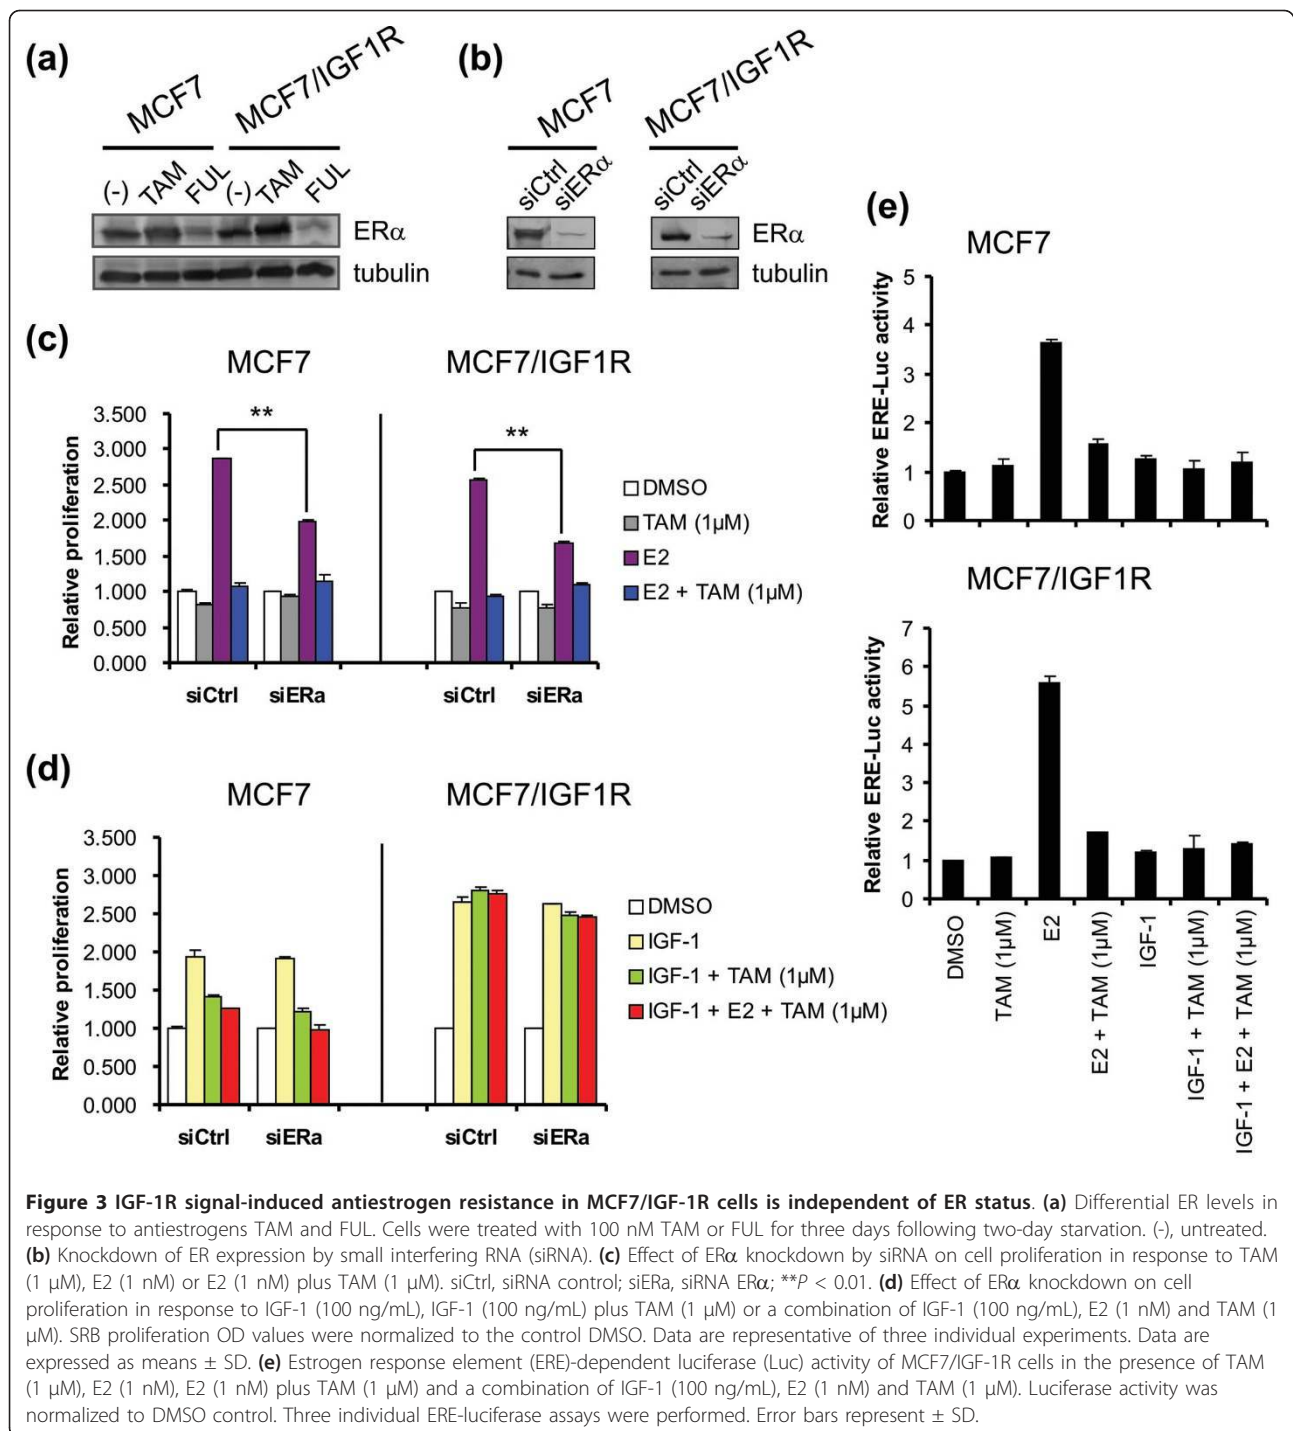 (a)
MCF7
MCF7/IGF1R
(-) TAM FUL (-) TAM FUL
ERα
tubulin
(b)
MCF7
MCF7/IGF1R
siCtrl siERα siCtrl siERα
ERα
tubulin
(c)
MCF7
MCF7/IGF1R
Relative proliferation
3.500
3.000
2.500
2.000
1.500
1.000
0.500
0.000
**
**
siCtrl siERa siCtrl siERa
DMSO
TAM (1µM)
E2
E2 + TAM (1µM)
(d)
MCF7
MCF7/IGF1R
Relative proliferation
3.500
3.000
2.500
2.000
1.500
1.000
0.500
0.000
siCtrl siERa siCtrl siERa
DMSO
IGF-1
IGF-1 + TAM (1µM)
IGF-1 + E2 + TAM (1µM)
(e)
MCF7
Relative ERE-Luc activity
5
4
3
2
1
0
MCF7/IGF1R
Relative ERE-Luc activity
7
6
5
4
3
2
1
0
DMSO
TAM (1µM)
E2
E2 + TAM (1µM)
IGF-1
IGF-1 + TAM (1µM)
IGF-1 + E2 + TAM (1µM)
Figure 3 IGF-1R signal-induced antiestrogen resistance in MCF7/IGF-1R cells is independent of ER status. (a) Differential ER levels in
response to antiestrogens TAM and FUL. Cells were treated with 100 nM TAM or FUL for three days following two-day starvation. (-), untreated.
(b) Knockdown of ER expression by small interfering RNA (siRNA). (c) Effect of ERα knockdown by siRNA on cell proliferation in response to TAM
(1 μM), E2 (1 nM) or E2 (1 nM) plus TAM (1 μM). siCtrl, siRNA control; siERa, siRNA ERα; **P < 0.01. (d) Effect of ERα knockdown on cell
proliferation in response to IGF-1 (100 ng/mL), IGF-1 (100 ng/mL) plus TAM (1 μM) or a combination of IGF-1 (100 ng/mL), E2 (1 nM) and TAM (1
μM). SRB proliferation OD values were normalized to the control DMSO. Data are representative of three individual experiments. Data are
expressed as means ± SD. (e) Estrogen response element (ERE)-dependent luciferase (Luc) activity of MCF7/IGF-1R cells in the presence of TAM
(1 μM), E2 (1 nM), E2 (1 nM) plus TAM (1 μM) and a combination of IGF-1 (100 ng/mL), E2 (1 nM) and TAM (1 μM). Luciferase activity was
normalized to DMSO control. Three individual ERE-luciferase assays were performed. Error bars represent ± SD.